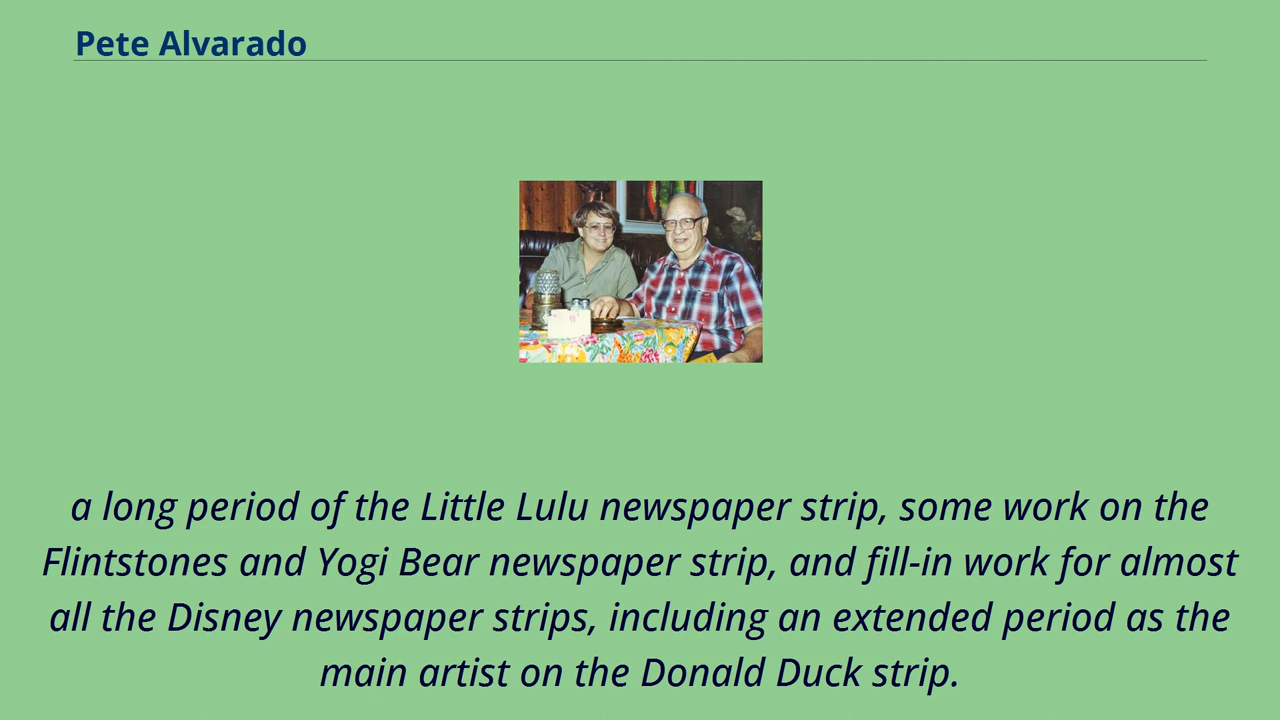 Pete Alvarado
a long period of the Little Lulu newspaper strip, some work on the
Flintstones and Yogi Bear newspaper strip, and fill-in work for almost
all the Disney newspaper strips, including an extended period as the
main artist on the Donald Duck strip.